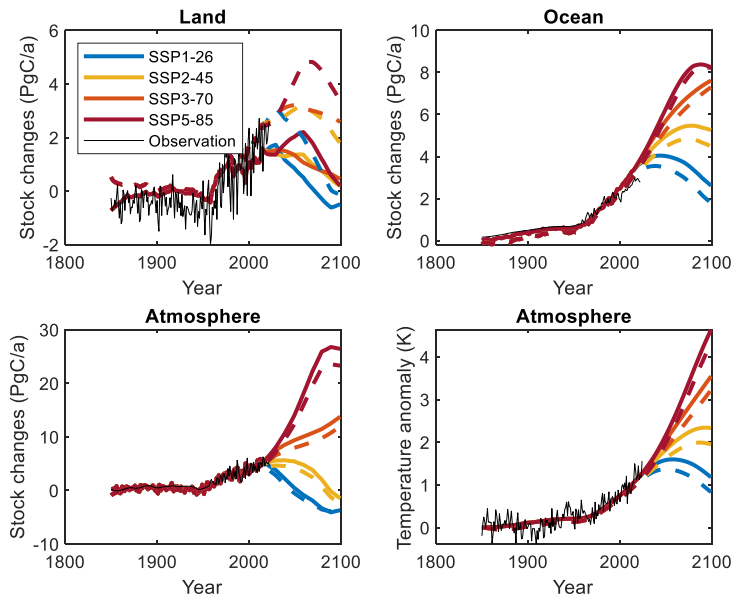 Land
Stock changes (PgC/a)
6
4
2
0
-2
SSP1-26
SSP2-45
SSP3-70
SSP5-85
Observation
1800
1900
2000
2100
Year
Ocean
Stock changes (PgC/a)
10
8
6
4
2
0
1800
1900
2000
2100
Year
Atmosphere
Stock changes (PgC/a)
30
20
10
0
-10
1800
1900
2000
2100
Year
Atmosphere
Temperature anomaly (K)
4
3
2
1
0
1800
1900
2000
2100
Year